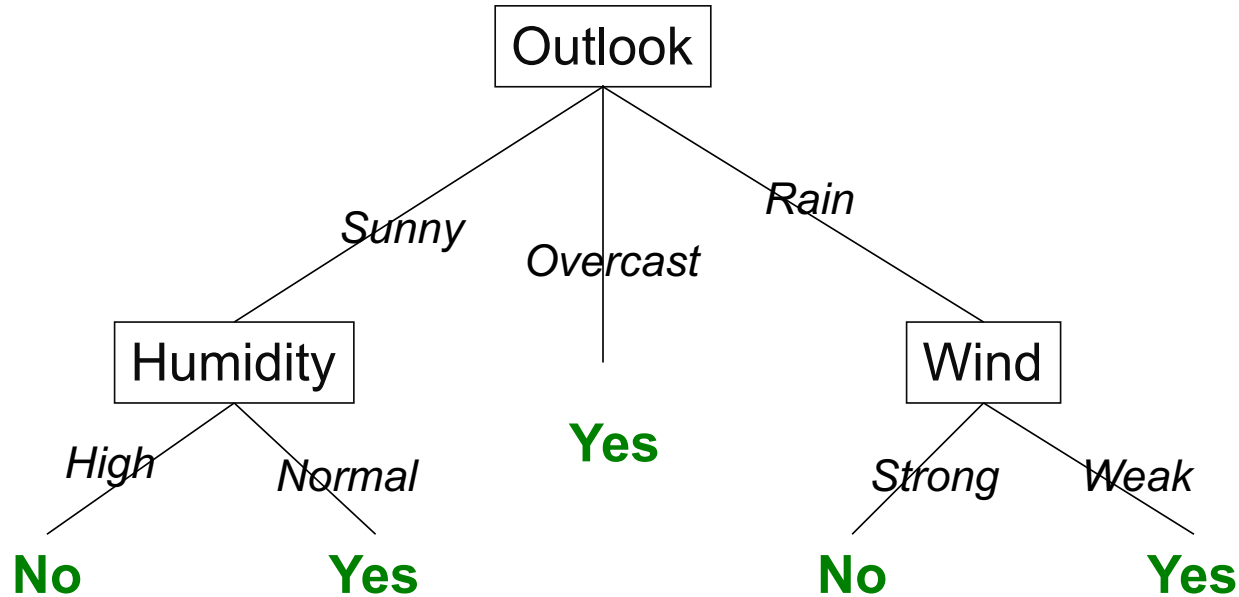 Outlook
Sunny
Overcast
Rain
Humidity
Wind
Yes
High
Normal
Strong
Weak
No
Yes
No
Yes